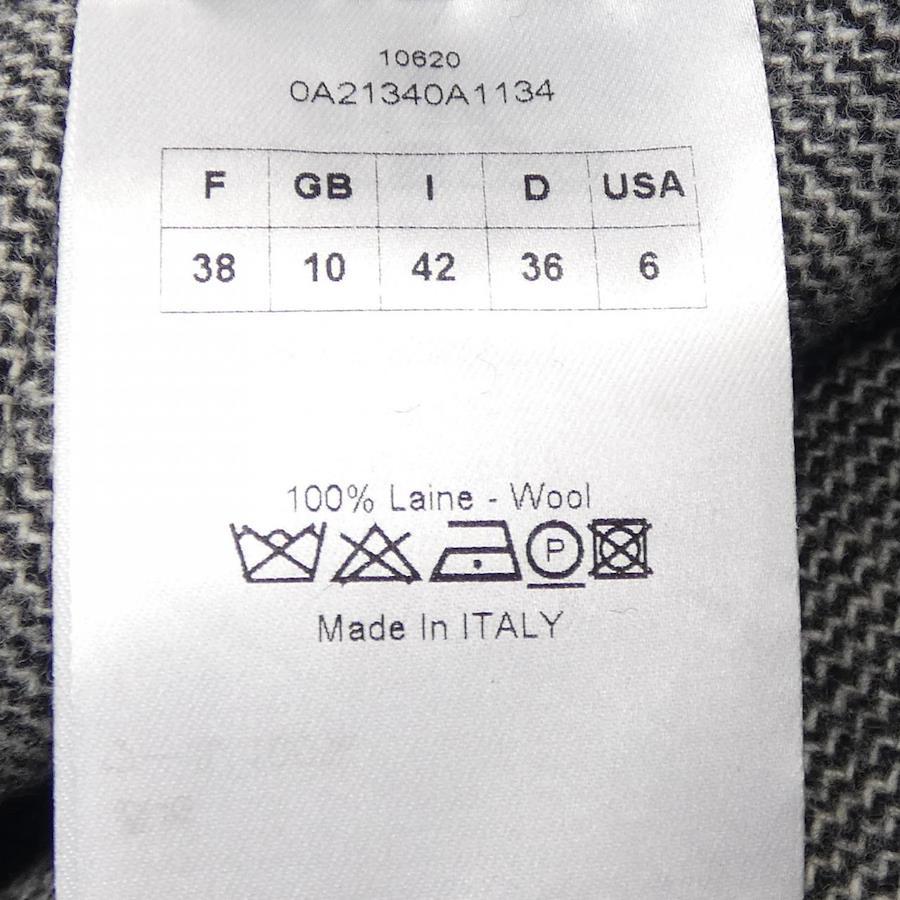 10620
0A21340A1134
F GB I D USA
38 10 42 36 6
100% Laine - Wool
P
Made In ITALY